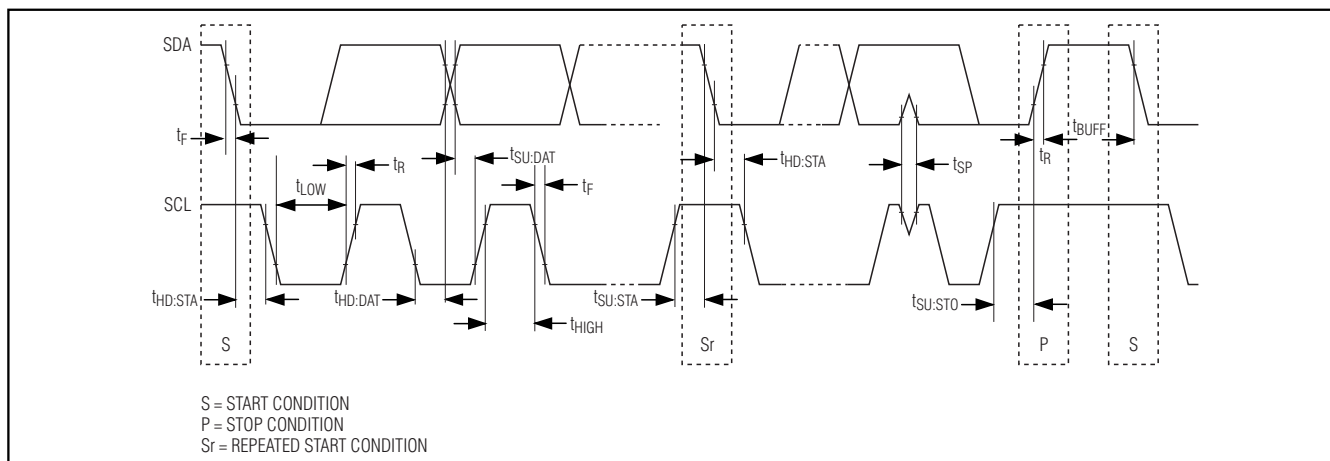 SDA
tF
tR
tSU:DAT
tHD:STA
tBUFF
tR
tLOW
tF
tSP
SCL
tHD:STA
tHD:DAT
tSU:STA
tSU:STO
tHIGH
S
Sr
P
S
S = START CONDITION
P = STOP CONDITION
Sr = REPEATED START CONDITION